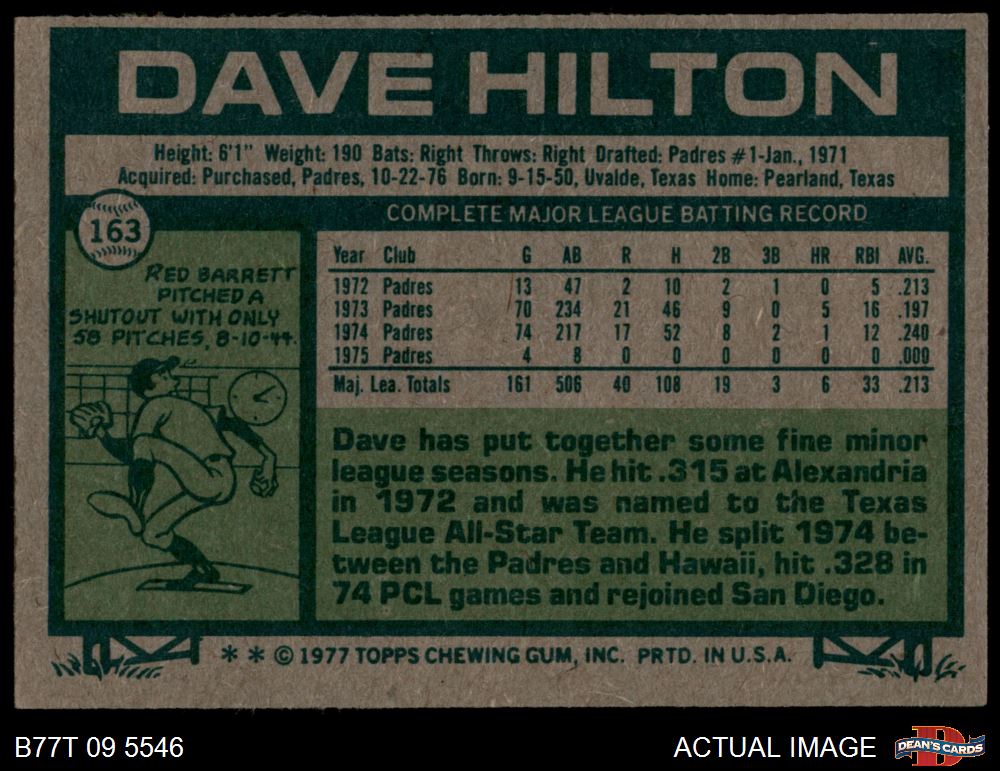 DAVE HILTON
Height: 6'1" Weight: 190 Bats: Right Throws: Right Drafted: Padres #1-Jan., 1971
Acquired: Purchased, Padres, 10-22-76 Born: 9-15-50, Uvalde, Texas Home: Pearland, Texas
163
RED BARRETT
PITCHED A
SHUTOUT WITH ONLY
58 PITCHES, 8-10-44.
COMPLETE MAJOR LEAGUE BATTING RECORD
Year Club G AB R H 2B 3B HR RBI AVG.
1972 Padres 13 47 2 10 2 1 0 5 .213
1973 Padres 70 234 21 46 9 0 5 16 .197
1974 Padres 74 217 17 52 8 2 1 12 .240
1975 Padres 4 8 0 0 0 0 0 0 .000
Maj. Lea. Totals 161 506 40 108 19 3 6 33 .213
Dave has put together some fine minor
league seasons. He hit .315 at Alexandria
in 1972 and was named to the Texas
League All-Star Team. He split 1974 be-
tween the Padres and Hawaii, hit .328 in
74 PCL games and rejoined San Diego.
* * © 1977 TOPPS CHEWING GUM, INC. PRTD. IN U.S.A.
B77T 09 5546
ACTUAL IMAGE
D
DEAN'S CARDS